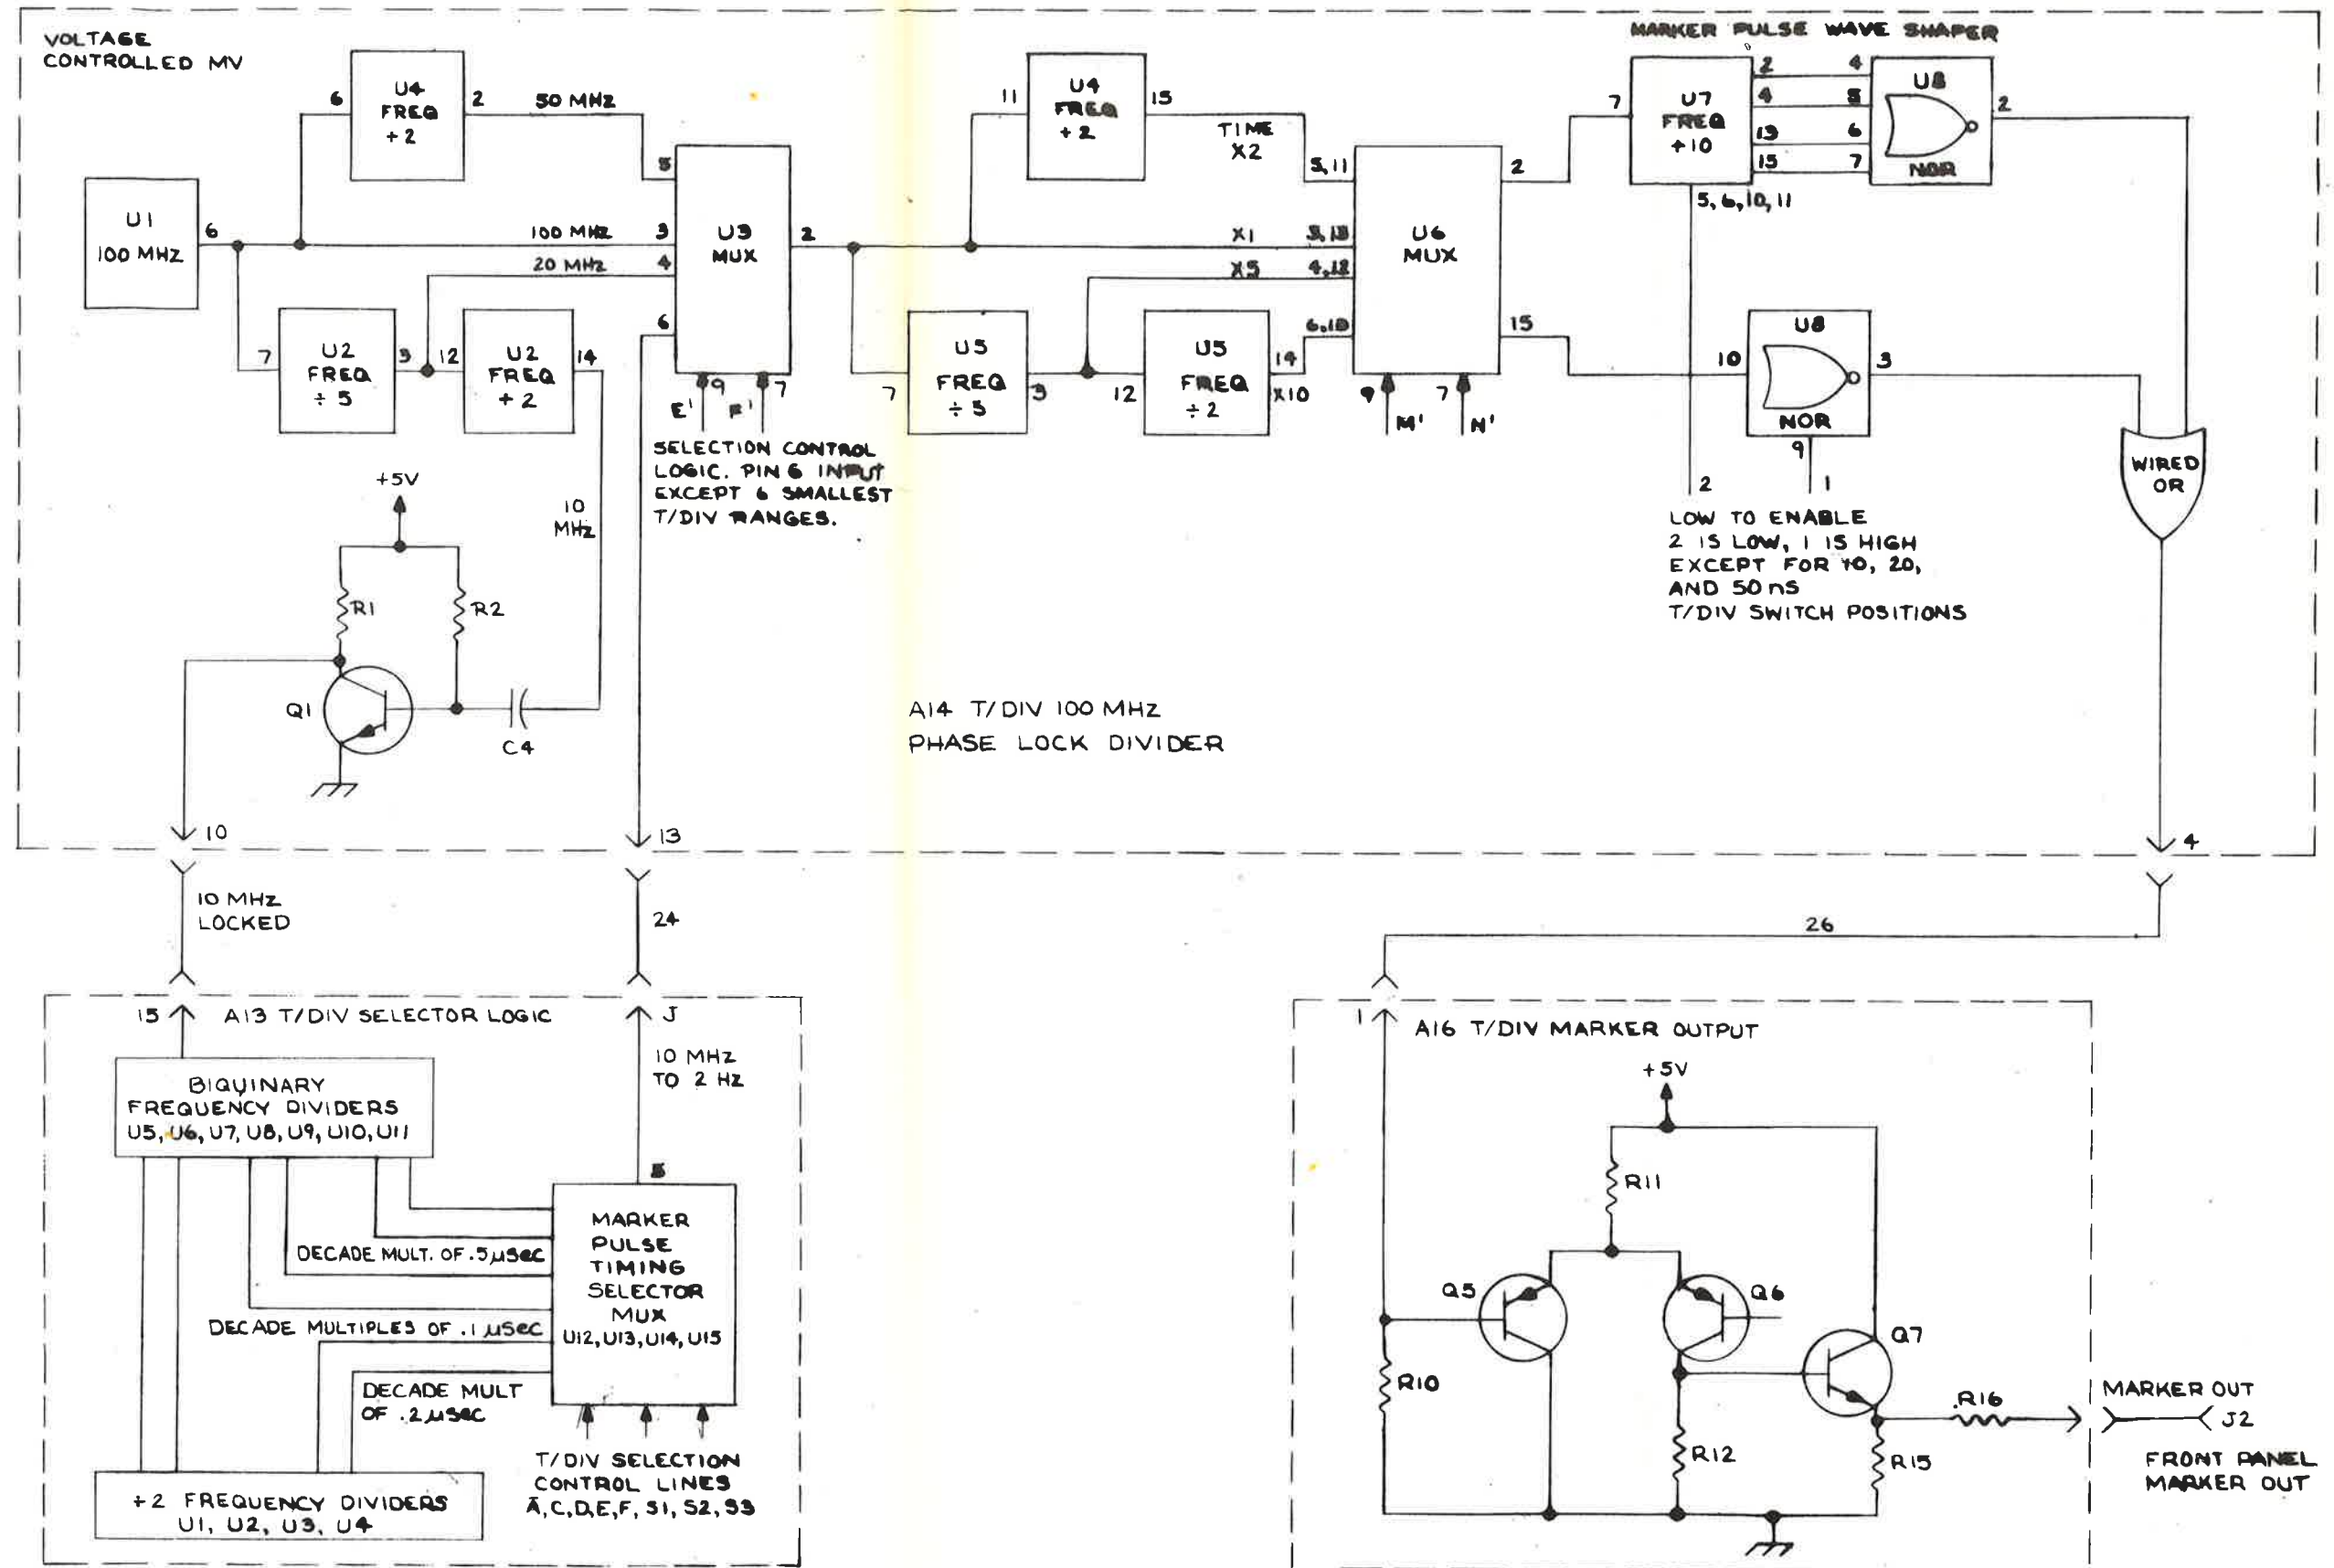 VOLTAGE
CONTROLLED MV
U4
FREQ
÷2
6
2
50 MHZ
U1
100 MHZ
6
100 MHZ
20 MHZ
5
3
4
6
U3
MUX
2
7
U2
FREQ
÷ 5
3
12
U2
FREQ
÷2
14
E'
9
F'
7
SELECTION CONTROL
LOGIC. PIN 6 INPUT
EXCEPT 6 SMALLEST
T/DIV RANGES.
+5V
R1
R2
10
MHZ
Q1
C4
10
13
11
U4
FREQ
÷2
15
TIME
X2
X1
X5
5,11
3,13
4,12
6,10
U6
MUX
2
15
7
U5
FREQ
÷ 5
3
12
U5
FREQ
÷ 2
14
X10
9
M'
7
N'
MARKER PULSE WAVE SHAPER
7
U7
FREQ
÷10
2
4
13
15
4
5
6
7
U8
NOR
2
5, 6, 10, 11
10
U8
NOR
3
9
2
1
LOW TO ENABLE
2 IS LOW, 1 IS HIGH
EXCEPT FOR 10, 20,
AND 50 nS
T/DIV SWITCH POSITIONS
WIRED
OR
4
A14 T/DIV 100 MHZ
PHASE LOCK DIVIDER
10 MHZ
LOCKED
24
26
15
A13 T/DIV SELECTOR LOGIC
J
10 MHZ
TO 2 HZ
BIQUINARY
FREQUENCY DIVIDERS
U5, U6, U7, U8, U9, U10, U11
5
MARKER
PULSE
TIMING
SELECTOR
MUX
U12, U13, U14, U15
DECADE MULT. OF .5 µSec
DECADE MULTIPLES OF .1 µSec
DECADE MULT
OF .2 µSec
T/DIV SELECTION
CONTROL LINES
Ā, C, D, E, F, S1, S2, S3
÷2 FREQUENCY DIVIDERS
U1, U2, U3, U4
1
A16 T/DIV MARKER OUTPUT
+5V
R11
Q5
Q6
Q7
R10
R12
R15
R16
MARKER OUT
J2
FRONT PANEL
MARKER OUT